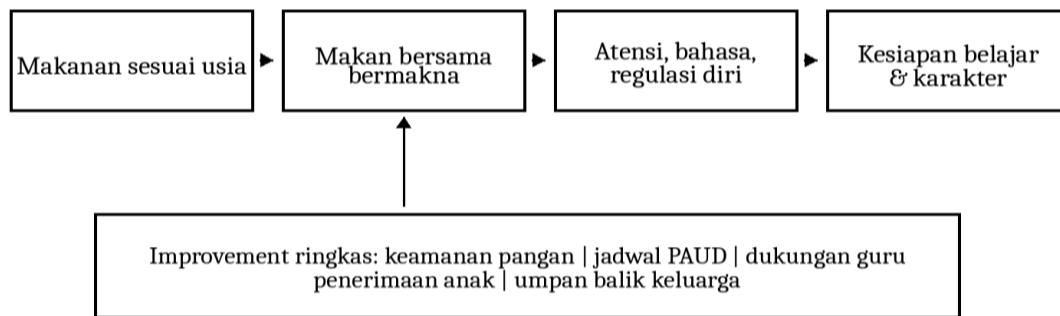 Makanan sesuai usia
Makan bersama
bermakna
Atensi, bahasa,
regulasi diri
Kesiapan belajar
& karakter
Improvement ringkas: keamanan pangan | jadwal PAUD | dukungan guru
penerimaan anak | umpan balik keluarga